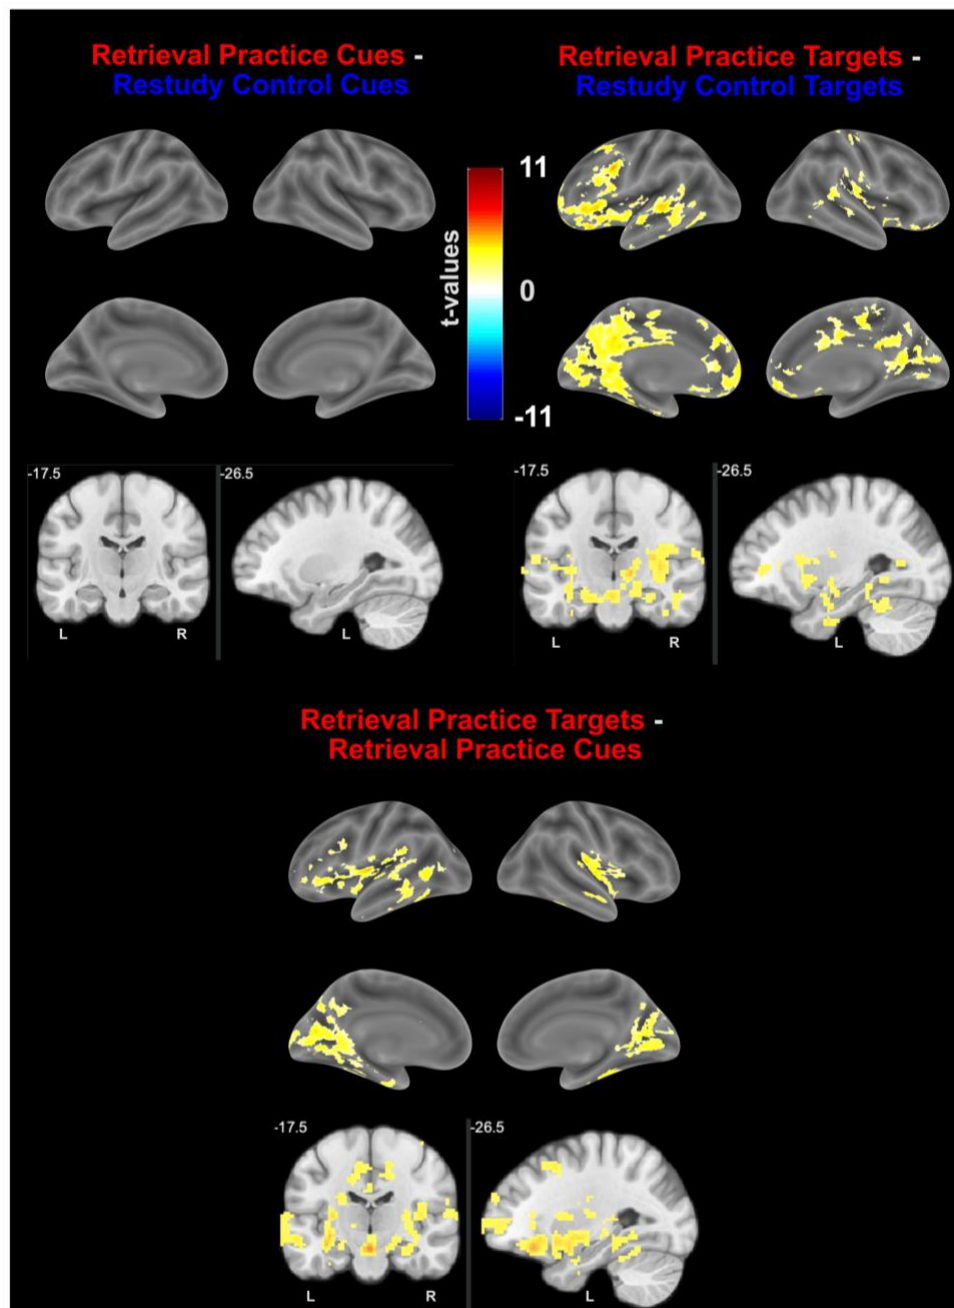 Retrieval Practice Cues -
Restudy Control Cues
Retrieval Practice Targets -
Restudy Control Targets
11
t-values
0
-11
-17.5
-26.5
L
R
L
-17.5
-26.5
L
R
L
Retrieval Practice Targets -
Retrieval Practice Cues
-17.5
-26.5
L
R
L